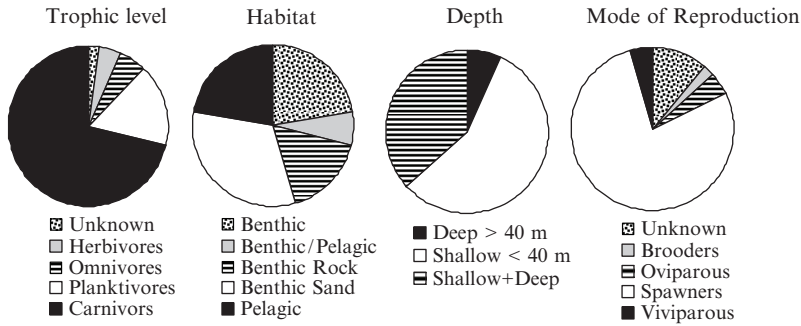 Trophic level
Unknown
Herbivores
Omnivores
Planktivores
Carnivors
Habitat
Benthic
Benthic/Pelagic
Benthic Rock
Benthic Sand
Pelagic
Depth
Deep > 40 m
Shallow < 40 m
Shallow+Deep
Mode of Reproduction
Unknown
Brooders
Oviparous
Spawners
Viviparous